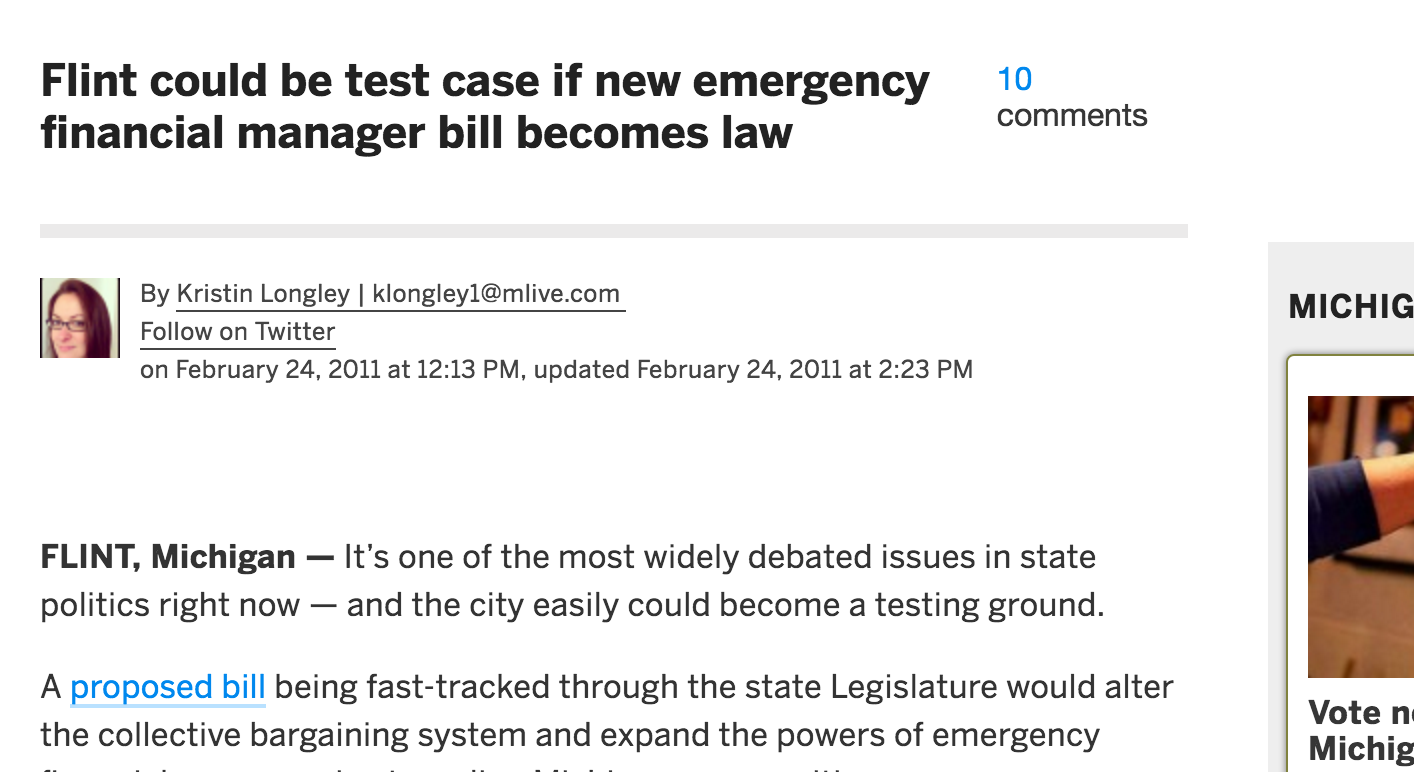 Flint could be test case if new emergency
financial manager bill becomes law
10
comments
By Kristin Longley | klongley1@mlive.com
Follow on Twitter
on February 24, 2011 at 12:13 PM, updated February 24, 2011 at 2:23 PM
FLINT, Michigan — It's one of the most widely debated issues in state
politics right now — and the city easily could become a testing ground.
A proposed bill being fast-tracked through the state Legislature would alter
the collective bargaining system and expand the powers of emergency
MICHIG
Vote
Michig